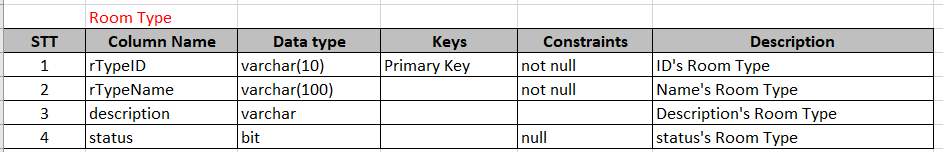 Room Type
STT Column Name Data type Keys Constraints Description
1 rTypeID varchar(10) Primary Key not null ID's Room Type
2 rTypeName varchar(100) not null Name's Room Type
3 description varchar Description's Room Type
4 status bit null status's Room Type